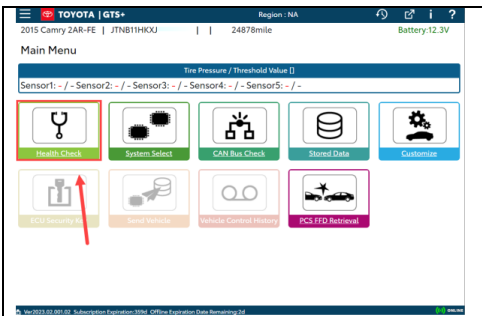 TOYOTA | GTS+
Region : NA
i ?
2015 Camry 2AR-FE | JTNB11HKXJ | | 24878mile Battery:12.3V
Main Menu
Tire Pressure / Threshold Value []
Sensor1: - / - Sensor2: - / - Sensor3: - / - Sensor4: - / - Sensor5: - / -
Health Check System Select CAN Bus Check Stored Data Customize
ECU Security Key Send Vehicle Vehicle Control History PCS FFD Retrieval
Ver2023.02.001.02 Subscription Expiration:359d Offline Expiration Date Remaining:2d ONLINE